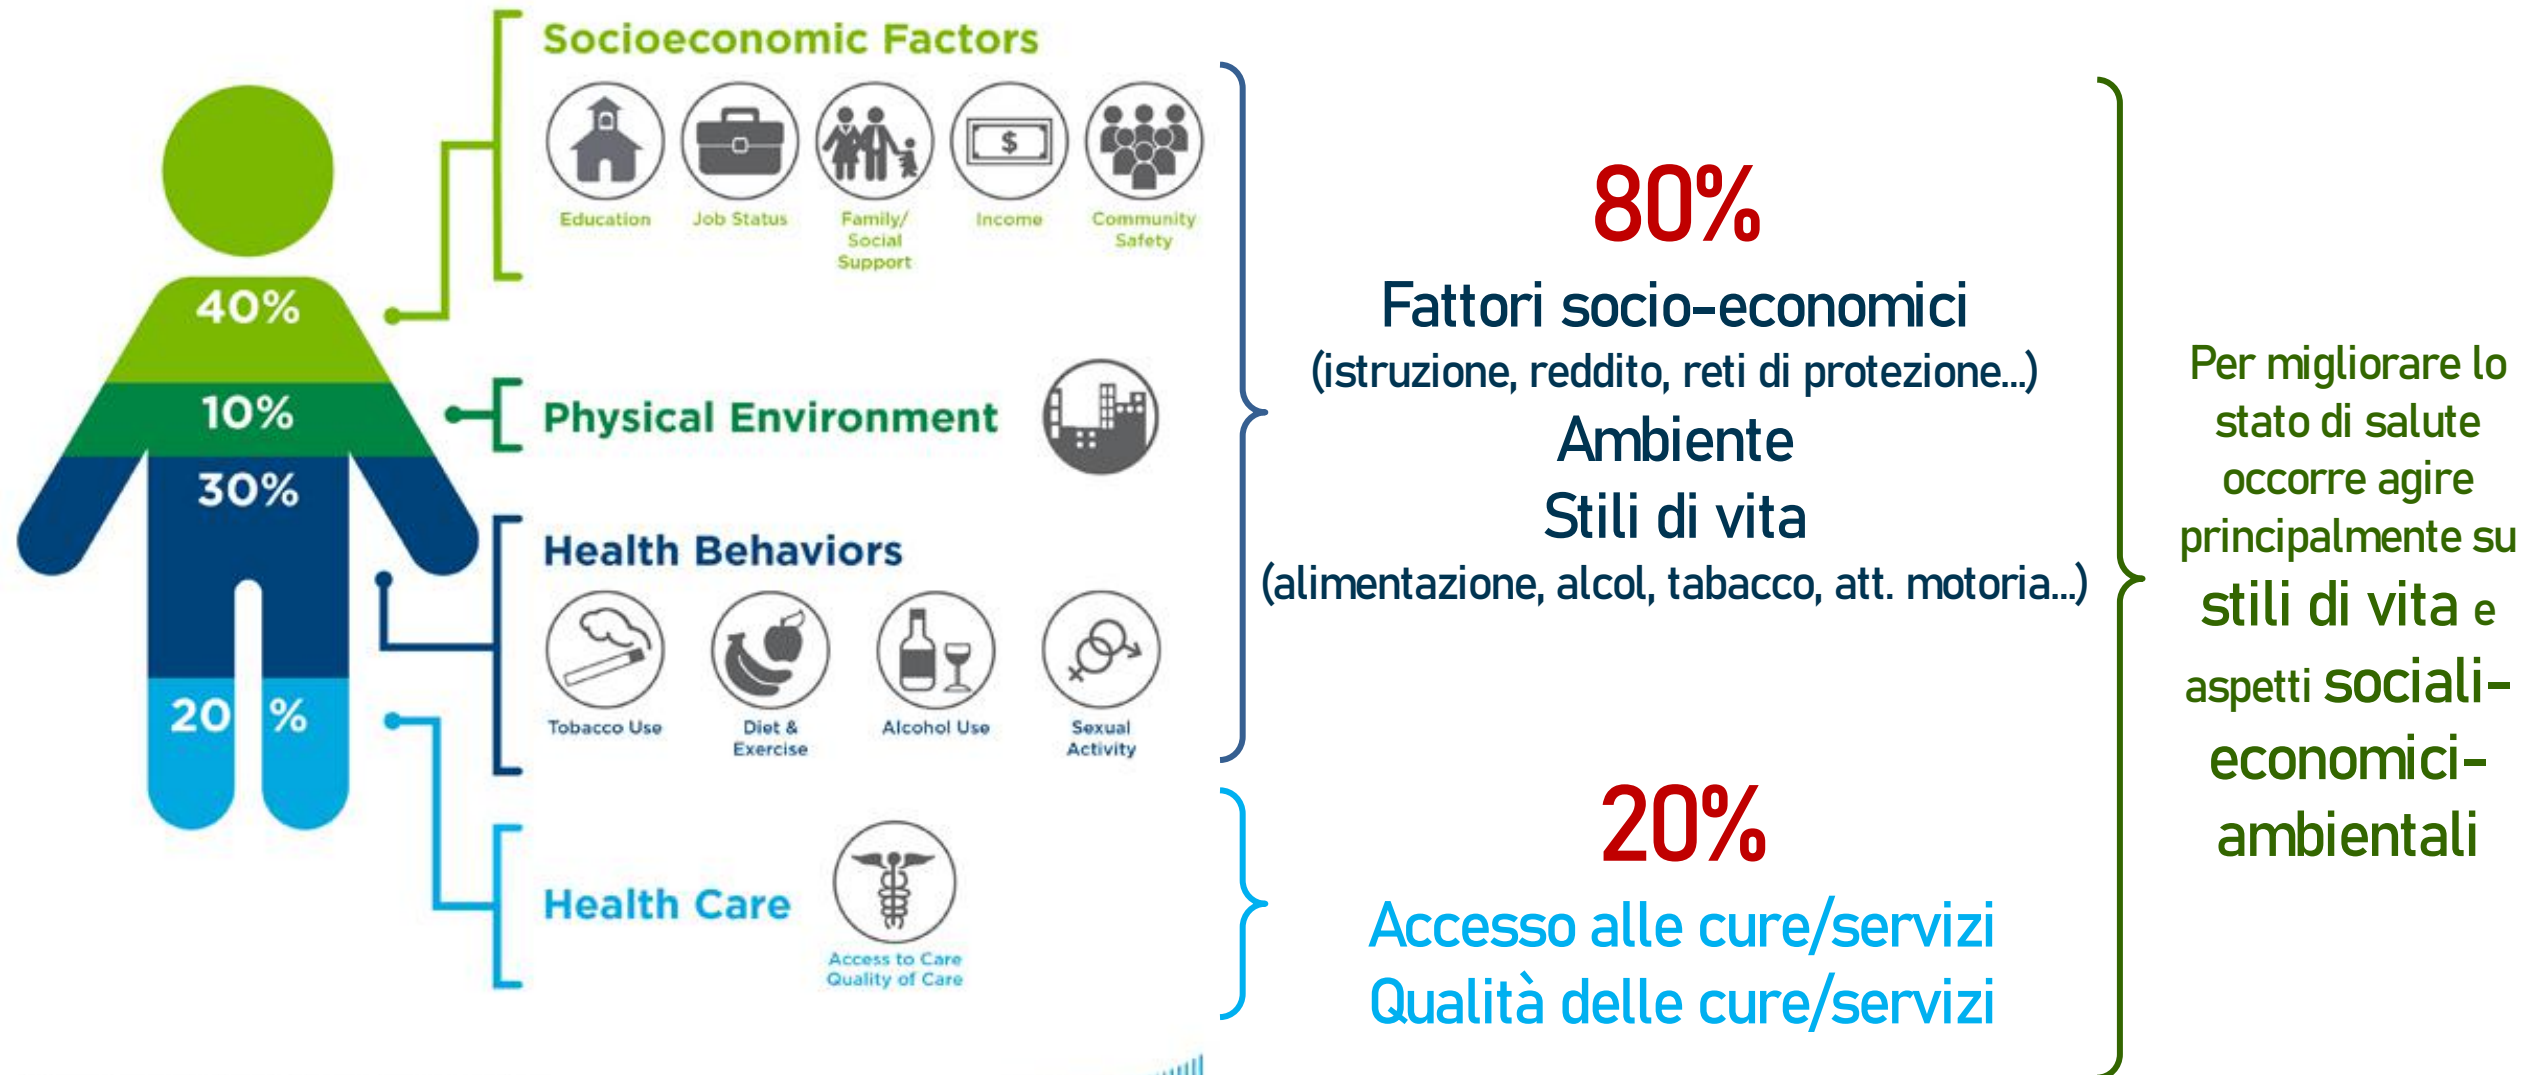 Socioeconomic Factors
$
Education
Job Status
Family/
Social
Support
Income
Community
Safety
40%
10%
Physical Environment
30%
Health Behaviors
Tobacco Use
Diet &
Exercise
Alcohol Use
Sexual
Activity
20 %
Health Care
Access to Care
Quality of Care
80%
Fattori socio-economici
(istruzione, reddito, reti di protezione...)
Ambiente
Stili di vita
(alimentazione, alcol, tabacco, att. motoria...)
20%
Accesso alle cure/servizi
Qualità delle cure/servizi
Per migliorare lo
stato di salute
occorre agire
principalmente su
stili di vita e
aspetti sociali-
economici-
ambientali